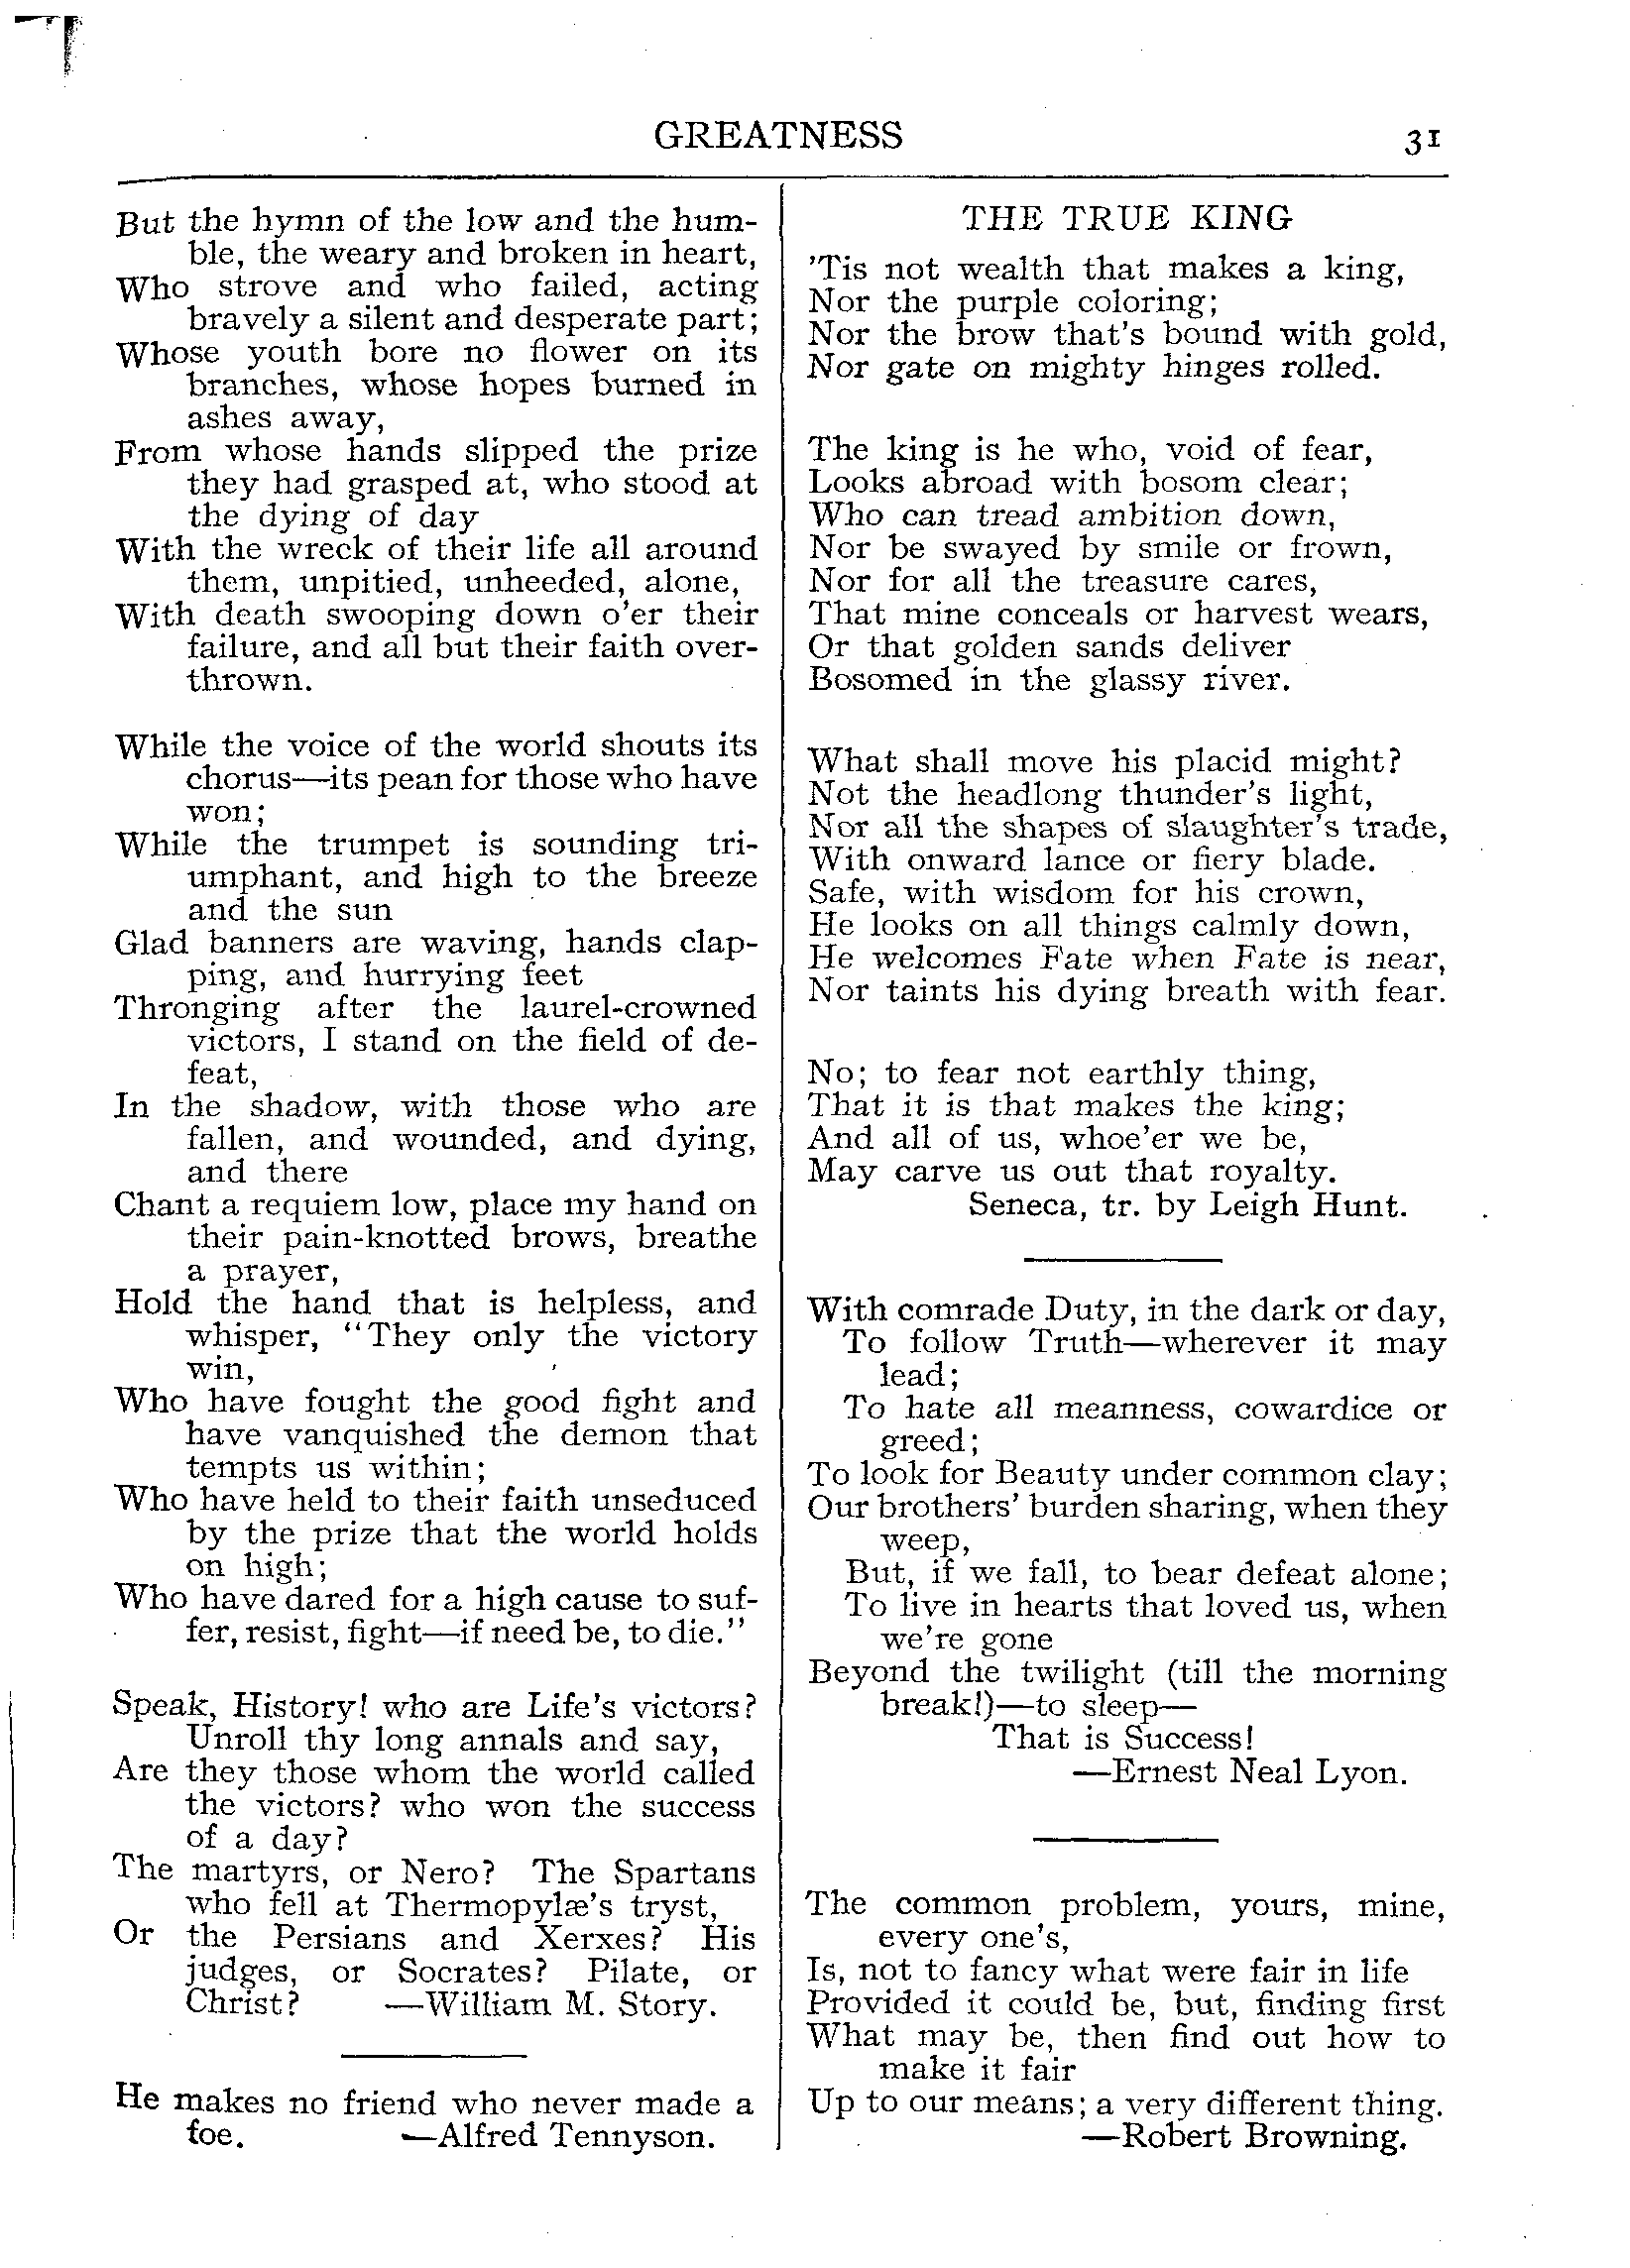 GREATNESS 31
But the hymn of the low and the hum-
ble, the weary and broken in heart,
Who strove and who failed, acting
bravely a silent and desperate part;
Whose youth bore no flower on its
branches, whose hopes burned in
ashes away,
From whose hands slipped the prize
they had grasped at, who stood at
the dying of day
With the wreck of their life all around
them, unpitied, unheeded, alone,
With death swooping down o'er their
failure, and all but their faith over-
thrown.
While the voice of the world shouts its
chorus—its pean for those who have
won;
While the trumpet is sounding tri-
umphant, and high to the breeze
and the sun
Glad banners are waving, hands clap-
ping, and hurrying feet
Thronging after the laurel-crowned
victors, I stand on the field of de-
feat,
In the shadow, with those who are
fallen, and wounded, and dying,
and there
Chant a requiem low, place my hand on
their pain-knotted brows, breathe
a prayer,
Hold the hand that is helpless, and
whisper, "They only the victory
win,
Who have fought the good fight and
have vanquished the demon that
tempts us within;
Who have held to their faith unseduced
by the prize that the world holds
on high;
Who have dared for a high cause to suf-
fer, resist, fight—if need be, to die."
Speak, History! who are Life's victors?
Unroll thy long annals and say,
Are they those whom the world called
the victors? who won the success
of a day?
The martyrs, or Nero? The Spartans
who fell at Thermopylæ's tryst,
Or the Persians and Xerxes? His
judges, or Socrates? Pilate, or
Christ? —William M. Story.
He makes no friend who never made a
foe. —Alfred Tennyson.
THE TRUE KING
'Tis not wealth that makes a king,
Nor the purple coloring;
Nor the brow that's bound with gold,
Nor gate on mighty hinges rolled.
The king is he who, void of fear,
Looks abroad with bosom clear;
Who can tread ambition down,
Nor be swayed by smile or frown,
Nor for all the treasure cares,
That mine conceals or harvest wears,
Or that golden sands deliver
Bosomed in the glassy river.
What shall move his placid might?
Not the headlong thunder's light,
Nor all the shapes of slaughter's trade,
With onward lance or fiery blade.
Safe, with wisdom for his crown,
He looks on all things calmly down,
He welcomes Fate when Fate is near,
Nor taints his dying breath with fear.
No; to fear not earthly thing,
That it is that makes the king;
And all of us, whoe'er we be,
May carve us out that royalty.
Seneca, tr. by Leigh Hunt.
With comrade Duty, in the dark or day,
To follow Truth—wherever it may
lead;
To hate all meanness, cowardice or
greed;
To look for Beauty under common clay;
Our brothers' burden sharing, when they
weep,
But, if we fall, to bear defeat alone;
To live in hearts that loved us, when
we're gone
Beyond the twilight (till the morning
break!)—to sleep—
That is Success!
—Ernest Neal Lyon.
The common problem, yours, mine,
every one's,
Is, not to fancy what were fair in life
Provided it could be, but, finding first
What may be, then find out how to
make it fair
Up to our means; a very different thing.
—Robert Browning.